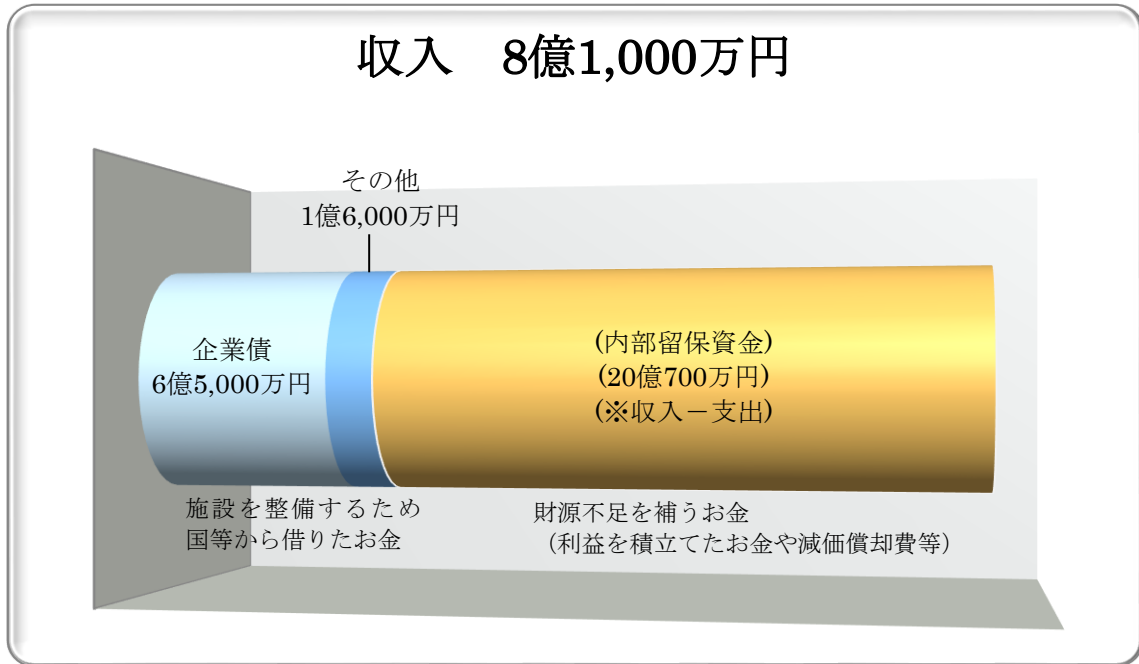 収入　8億1,000万円
その他
1億6,000万円
企業債
6億5,000万円
(内部留保資金)
(20億700万円)
(※収入－支出)
施設を整備するため
国等から借りたお金
財源不足を補うお金
（利益を積立てたお金や減価償却費等）